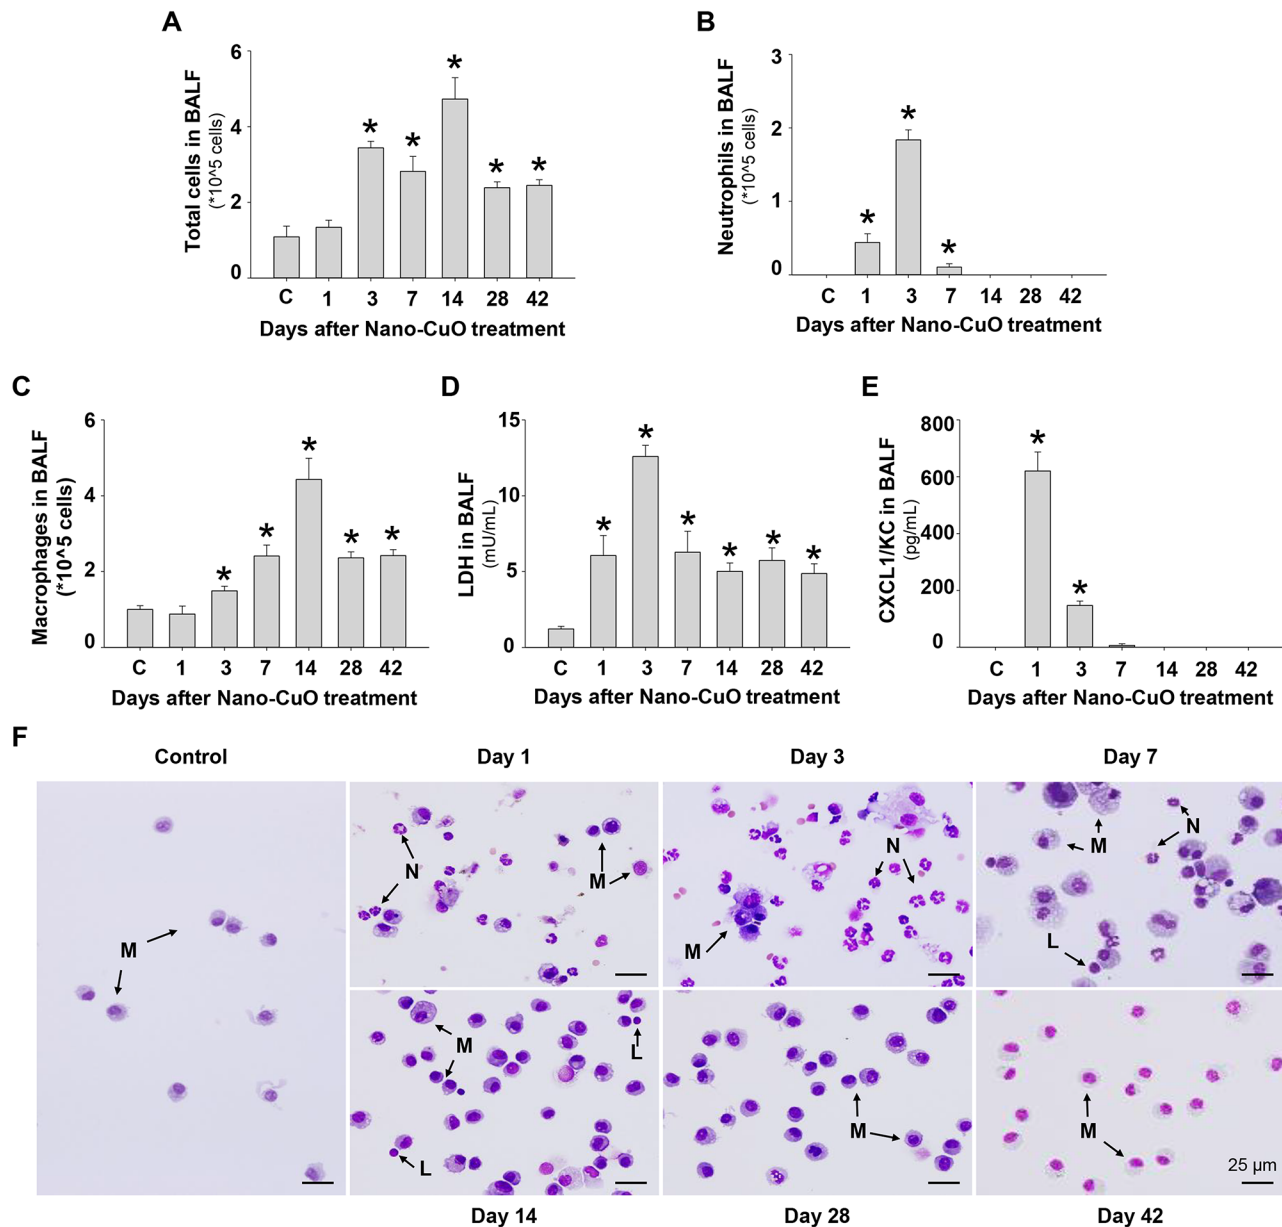 A
Total cells in BALF
(*10^5 cells)
6
4
2
0
* * * * *
C 1 3 7 14 28 42
Days after Nano-CuO treatment
B
Neutrophils in BALF
(*10^5 cells)
3
2
1
0
* * *
C 1 3 7 14 28 42
Days after Nano-CuO treatment
C
Macrophages in BALF
(*10^5 cells)
6
4
2
0
* * * * *
C 1 3 7 14 28 42
Days after Nano-CuO treatment
D
LDH in BALF
(mU/mL)
15
10
5
0
* * * * * *
C 1 3 7 14 28 42
Days after Nano-CuO treatment
E
CXCL1/KC in BALF
(pg/mL)
800
600
400
200
0
* *
C 1 3 7 14 28 42
Days after Nano-CuO treatment
F
Control
Day 1
Day 3
Day 7
M
N
M
N
M
N
M
L
M
L
L
M
M
25 µm
Day 14
Day 28
Day 42